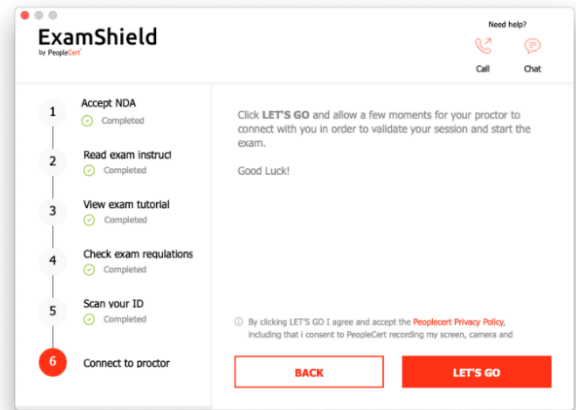 ExamShield
by PeopleCert
Need help?
Call
Chat
1
Accept NDA
Completed
2
Read exam instruct
Completed
3
View exam tutorial
Completed
4
Check exam regulations
Completed
5
Scan your ID
Completed
6
Connect to proctor
Click LET'S GO and allow a few moments for your proctor to
connect with you in order to validate your session and start the
exam.
Good Luck!
By clicking LET'S GO I agree and accept the Peoplecert Privacy Policy,
including that i consent to PeopleCert recording my screen, camera and
BACK
LET'S GO